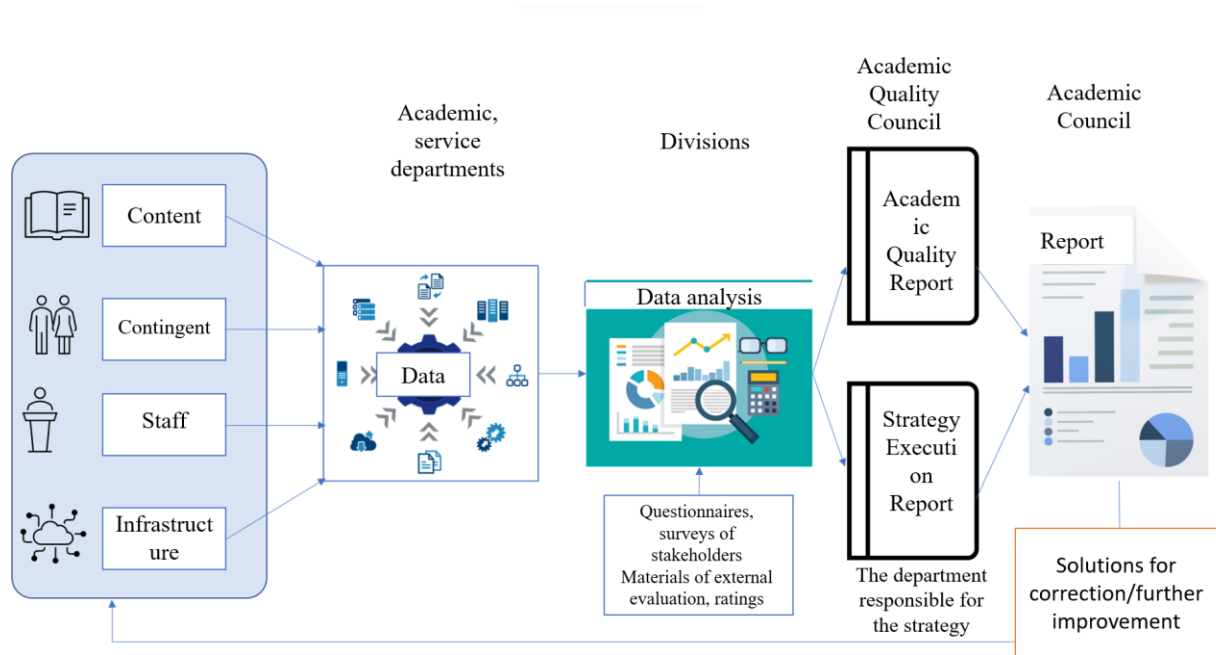 Academic,
service
departments
Divisions
Academic
Quality
Council
Academic
Council
Content
Contingent
Staff
Infrastruct
ure
Data
Data analysis
Questionnaires,
surveys of
stakeholders
Materials of external
evaluation, ratings
Academ
ic
Quality
Report
Strategy
Executi
on
Report
The department
responsible for
the strategy
Report
Solutions for
correction/further
improvement